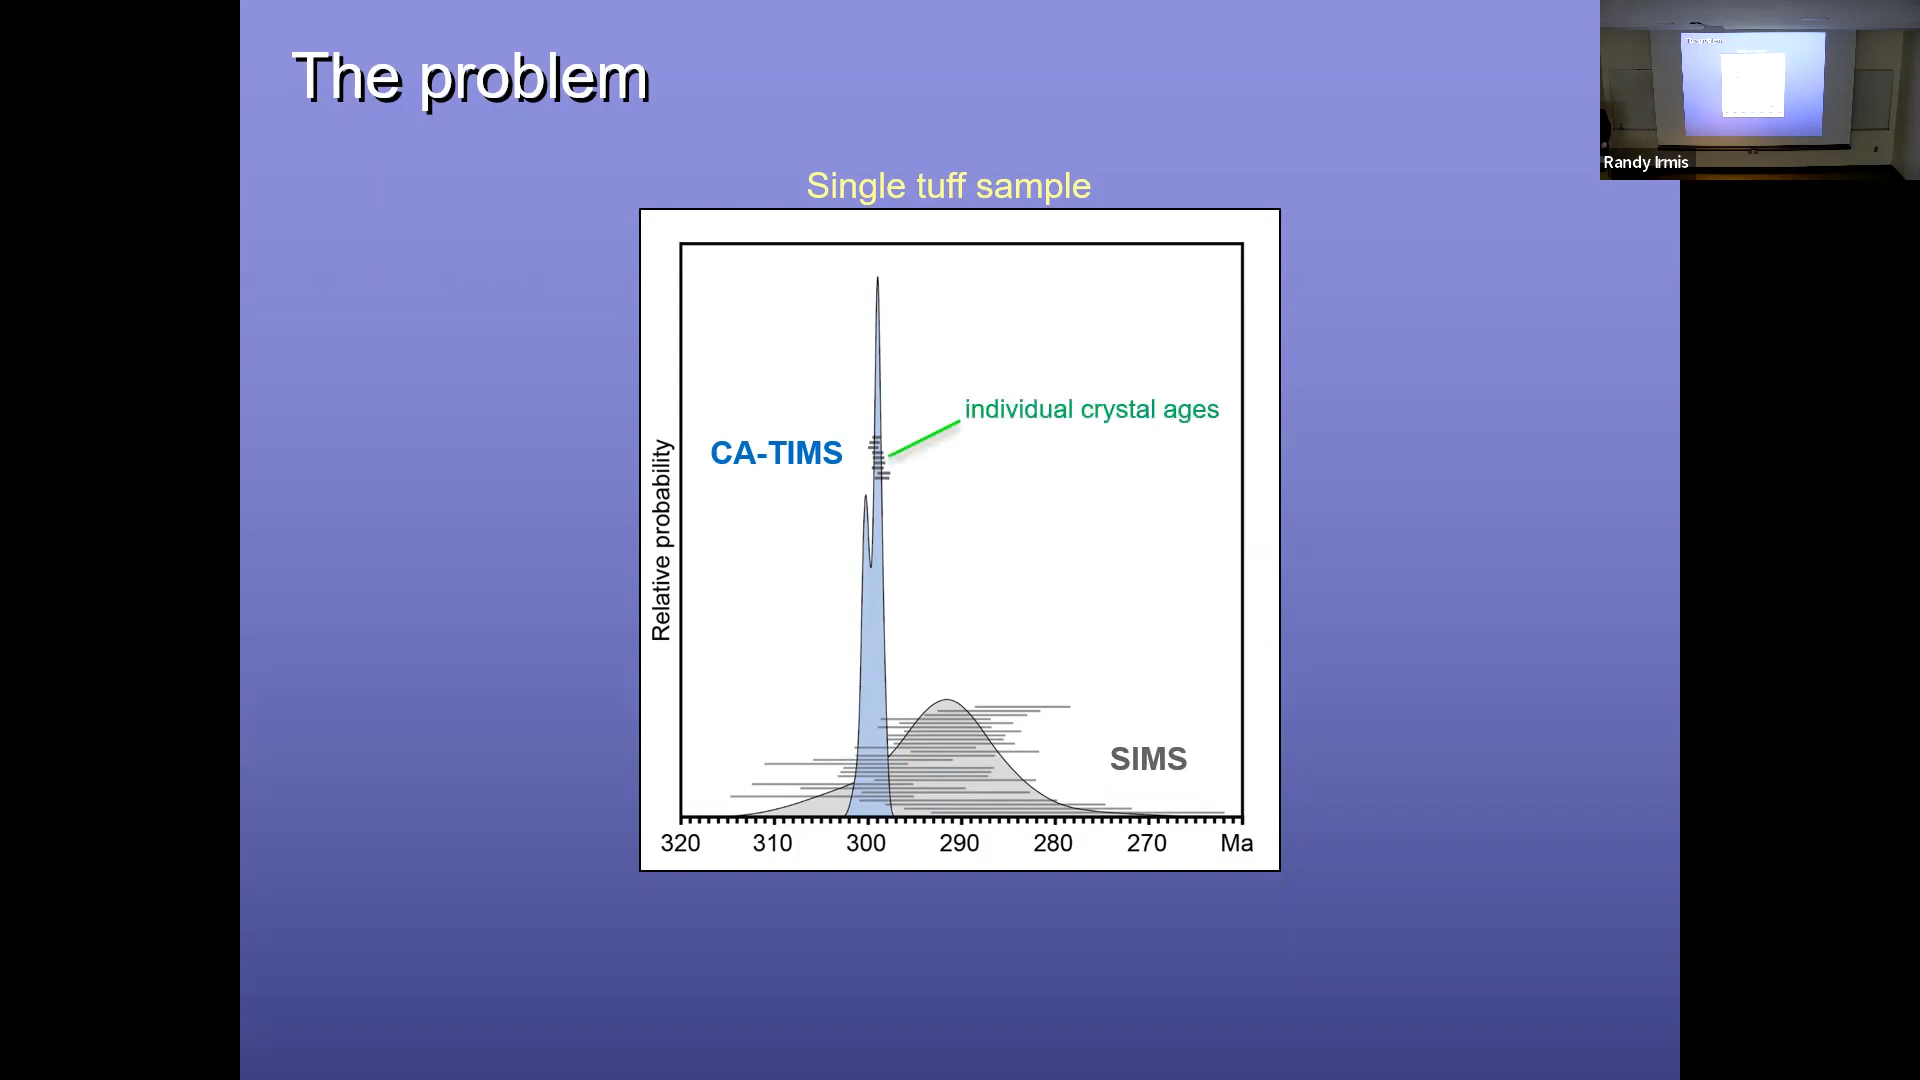 The problem
Randy Irmis
Single tuff sample
individual crystal ages
CA-TIMS
Relative probability
SIMS
320 310 300 290 280 270 Ma